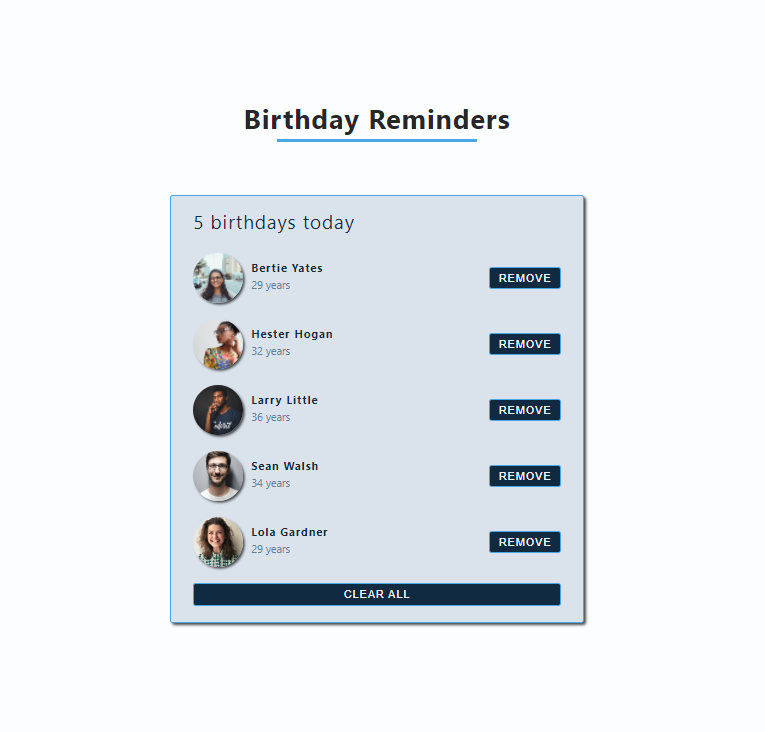 Birthday Reminders
5 birthdays today
Bertie Yates
29 years
REMOVE
Hester Hogan
32 years
REMOVE
Larry Little
36 years
REMOVE
Sean Walsh
34 years
REMOVE
Lola Gardner
29 years
REMOVE
CLEAR ALL